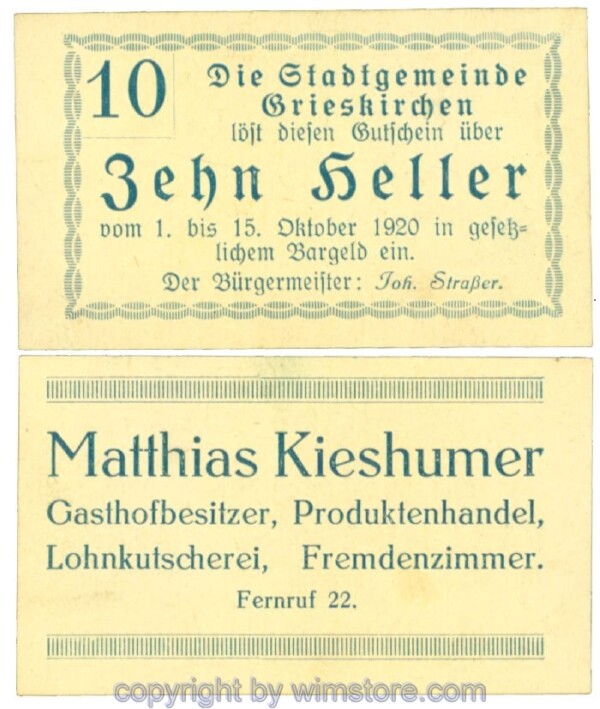 10
Die Stadtgemeinde
Grieskirchen
löst diesen Gutschein über
Zehn Heller
vom 1. bis 15. Oktober 1920 in gesetz=
lichem Bargeld ein.
Der Bürgermeister: Joh. Straßer.
Matthias Kieshumer
Gasthofbesitzer, Produktenhandel,
Lohnkutscherei, Fremdenzimmer.
Fernruf 22.
copyright by wimstore.com